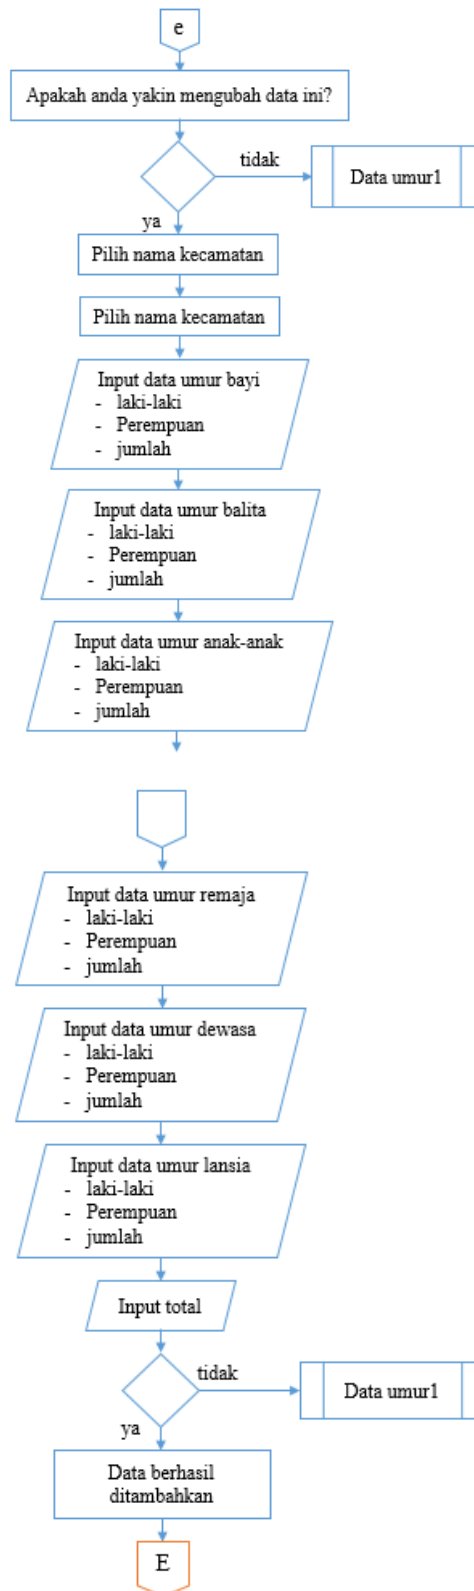 e
Apakah anda yakin mengubah data ini?
tidak
Data umur1
ya
Pilih nama kecamatan
Pilih nama kecamatan
Input data umur bayi
- laki-laki
- Perempuan
- jumlah
Input data umur balita
- laki-laki
- Perempuan
- jumlah
Input data umur anak-anak
- laki-laki
- Perempuan
- jumlah
Input data umur remaja
- laki-laki
- Perempuan
- jumlah
Input data umur dewasa
- laki-laki
- Perempuan
- jumlah
Input data umur lansia
- laki-laki
- Perempuan
- jumlah
Input total
tidak
Data umur1
ya
Data berhasil
ditambahkan
E